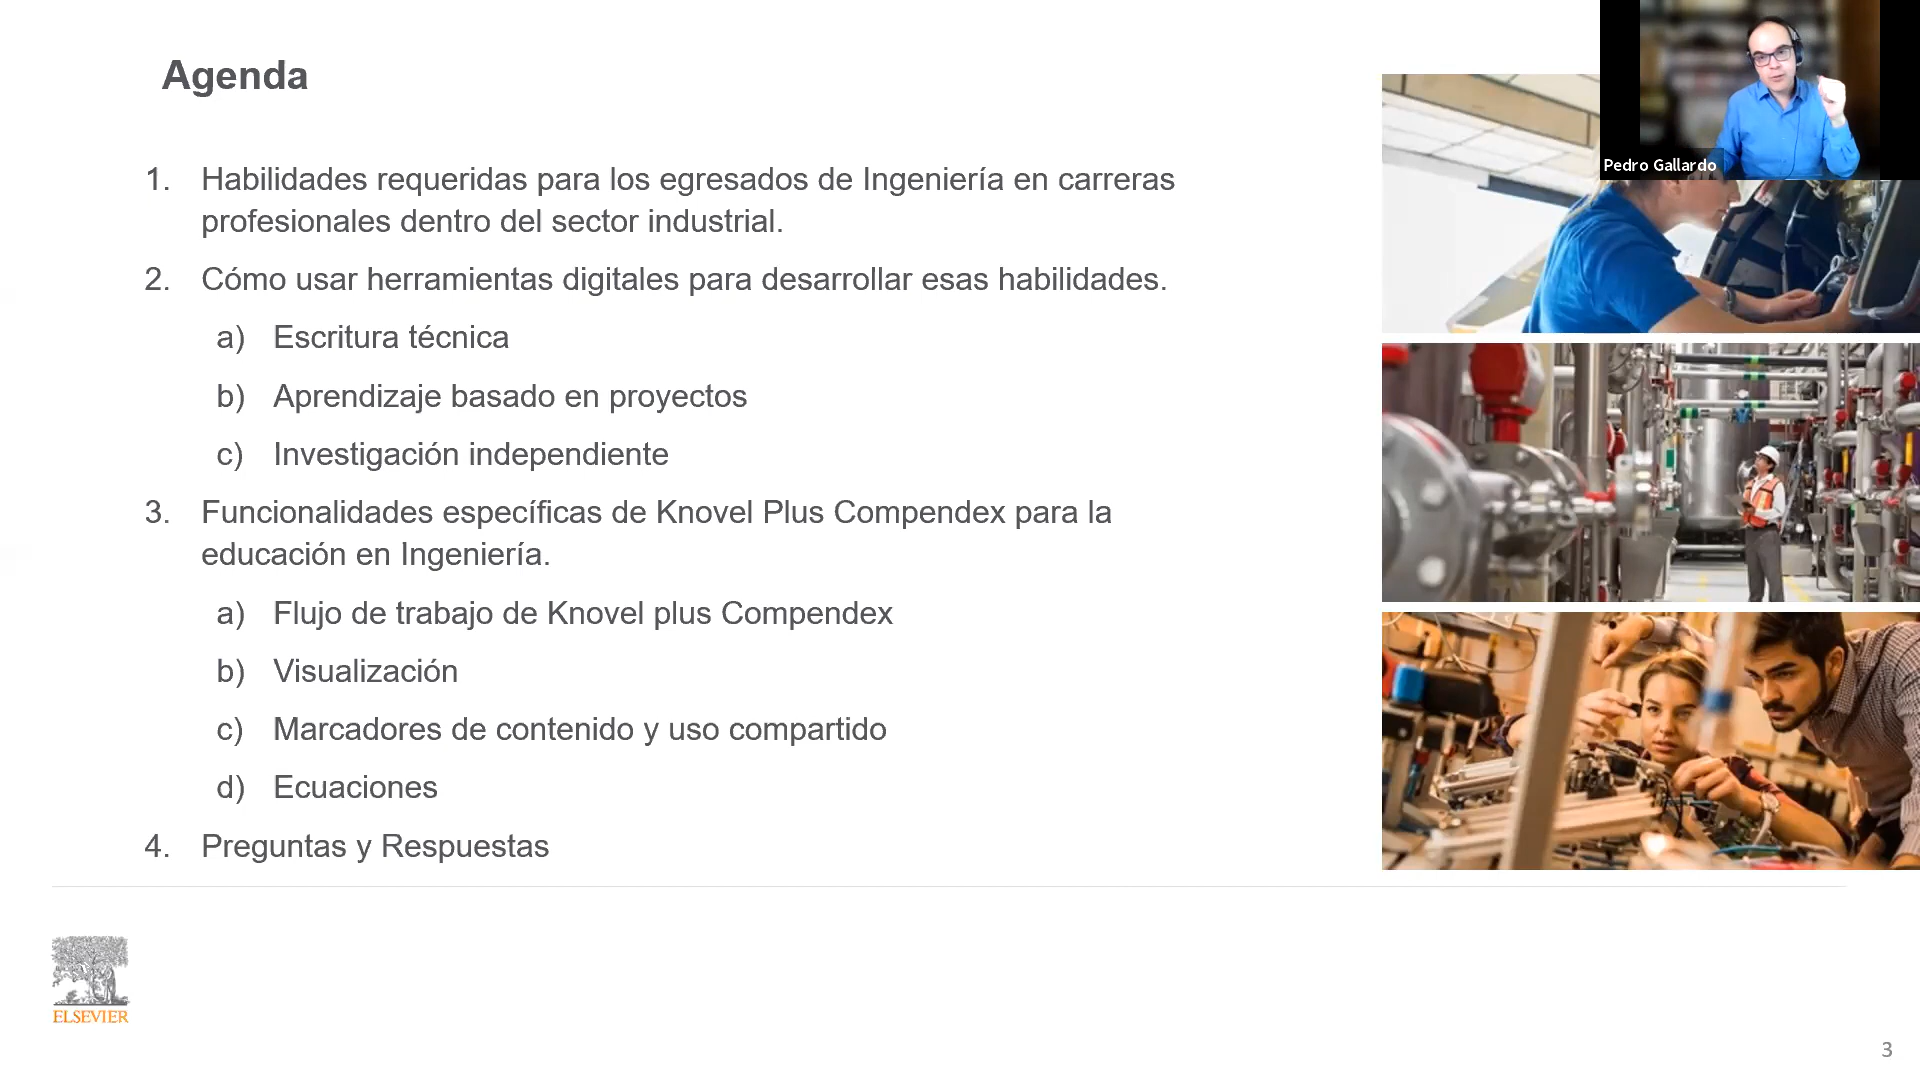 Agenda
Pedro Gallardo
1. Habilidades requeridas para los egresados de Ingeniería en carreras
profesionales dentro del sector industrial.
2. Cómo usar herramientas digitales para desarrollar esas habilidades.
a) Escritura técnica
b) Aprendizaje basado en proyectos
c) Investigación independiente
3. Funcionalidades específicas de Knovel Plus Compendex para la
educación en Ingeniería.
a) Flujo de trabajo de Knovel plus Compendex
b) Visualización
c) Marcadores de contenido y uso compartido
d) Ecuaciones
4. Preguntas y Respuestas
ELSEVIER
3